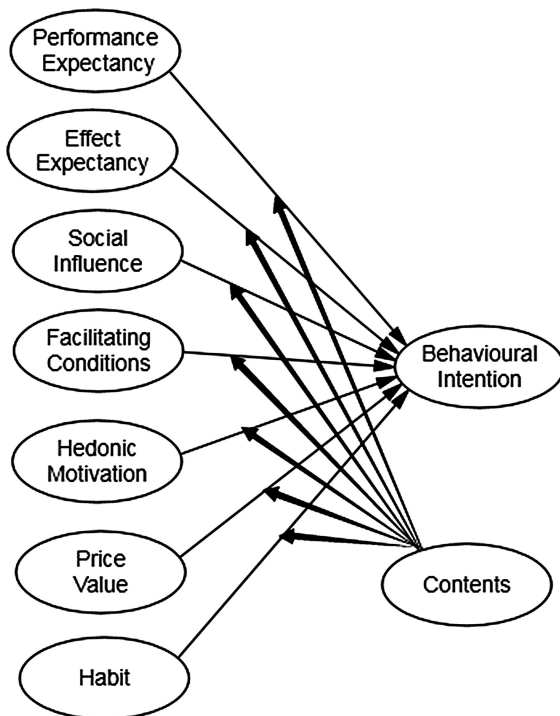 Performance
Expectancy
Effect
Expectancy
Social
Influence
Facilitating
Conditions
Behavioural
Intention
Hedonic
Motivation
Price
Value
Contents
Habit